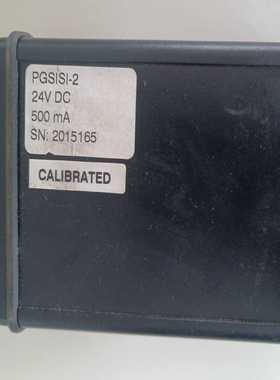 PGSISI-2
24V DC
500 mA
SN: 2015165
CALIBRATED